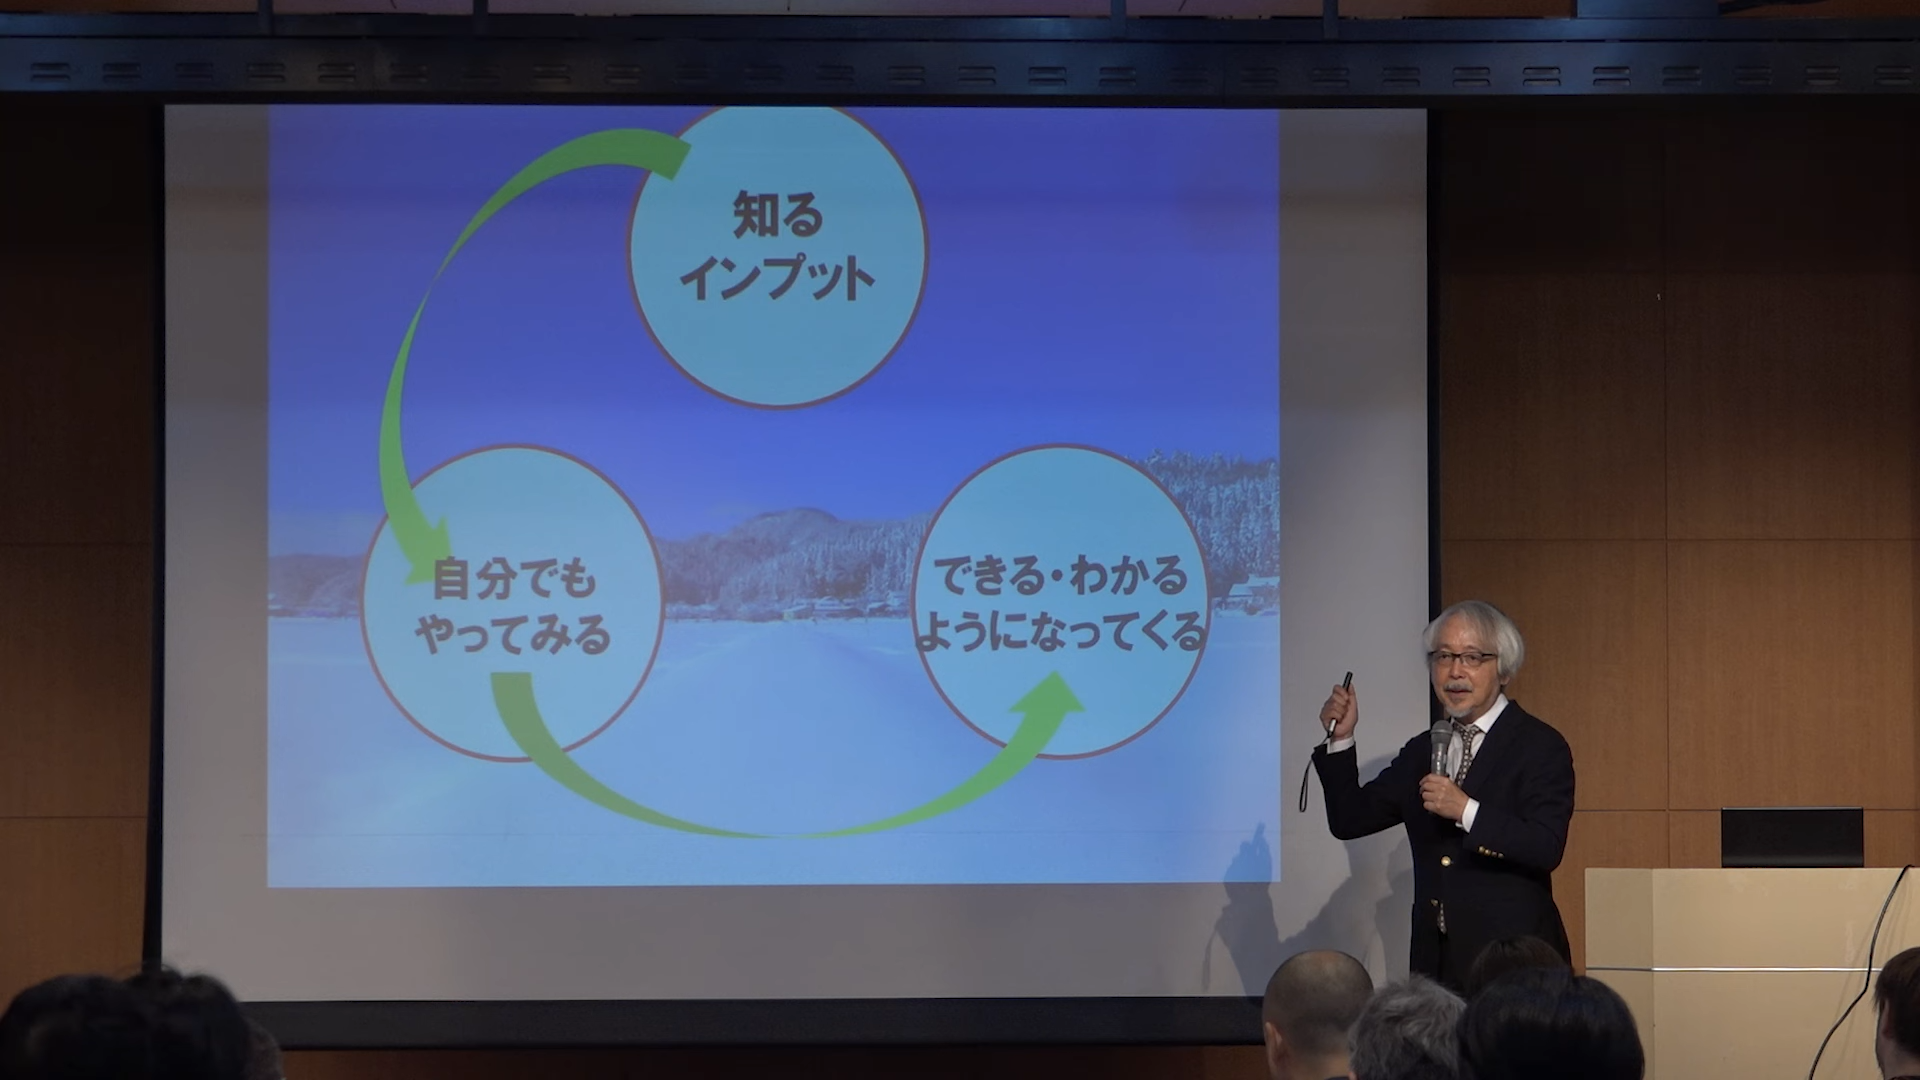 知る
インプット
自分でも
やってみる
できる・わかる
ようになってくる